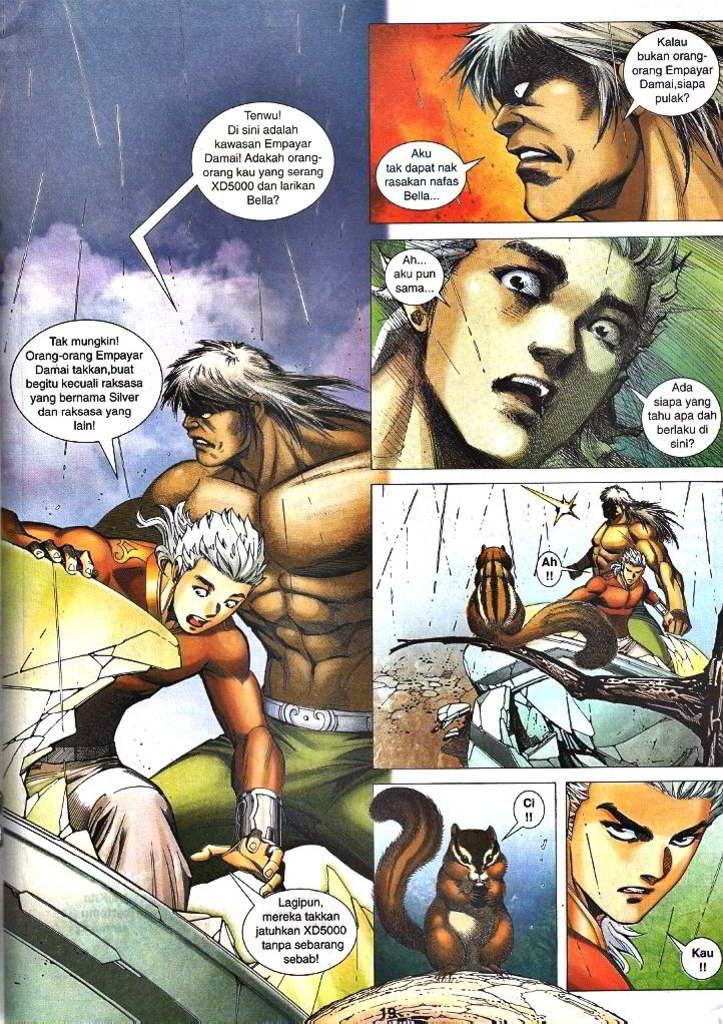 Tenwu!
Di sini adalah
kawasan Empayar
Damai! Adakah orang-
orang kau yang serang
XD5000 dan larikan
Bella?
Tak mungkin!
Orang-orang Empayar
Damai takkan,buat
begitu kecuali raksasa
yang bernama Silver
dan raksasa yang
lain!
Lagipun,
mereka takkan
jatuhkan XD5000
tanpa sebarang
sebab!
Kalau
bukan orang-
orang Empayar
Damai,siapa
pulak?
Aku
tak dapat nak
rasakan nafas
Bella...
Ah...
aku pun
sama...
Ada
siapa yang
tahu apa dah
berlaku di
sini?
Ah
!!
Ci
!!
Kau
!!
19